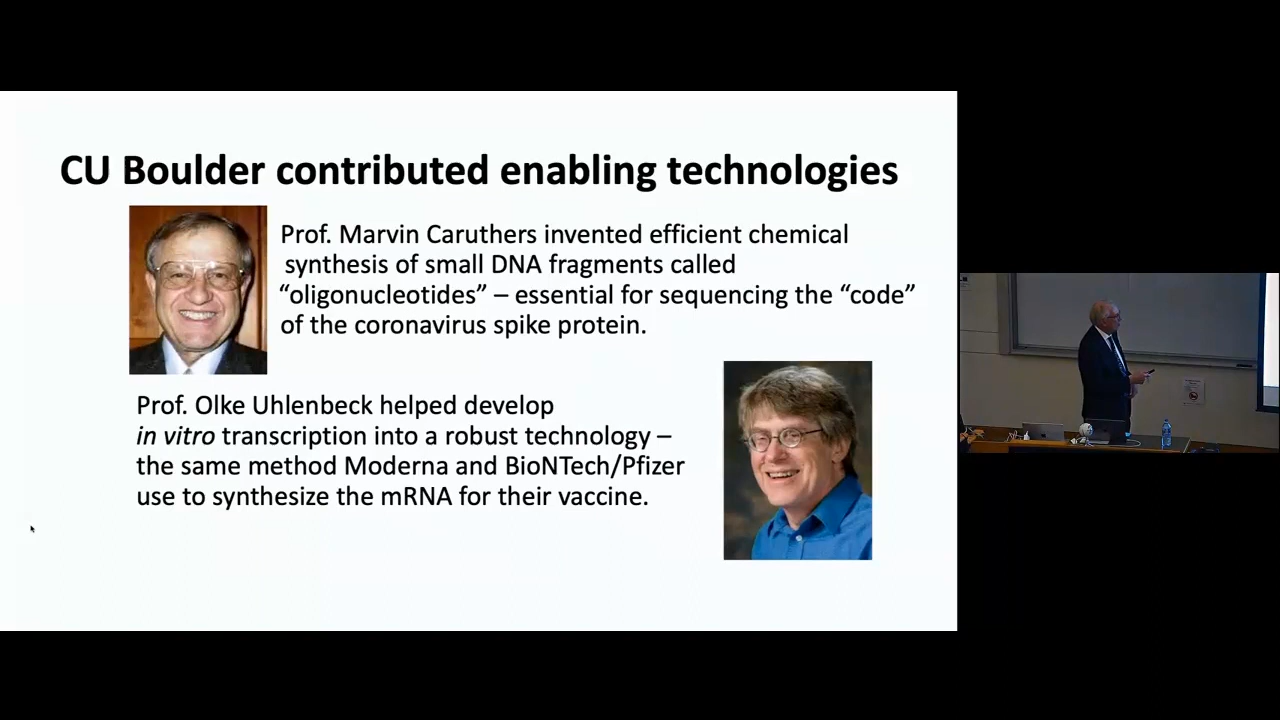 CU Boulder contributed enabling technologies
Prof. Marvin Caruthers invented efficient chemical
synthesis of small DNA fragments called
“oligonucleotides” – essential for sequencing the “code”
of the coronavirus spike protein.
Prof. Olke Uhlenbeck helped develop
in vitro transcription into a robust technology –
the same method Moderna and BioNTech/Pfizer
use to synthesize the mRNA for their vaccine.